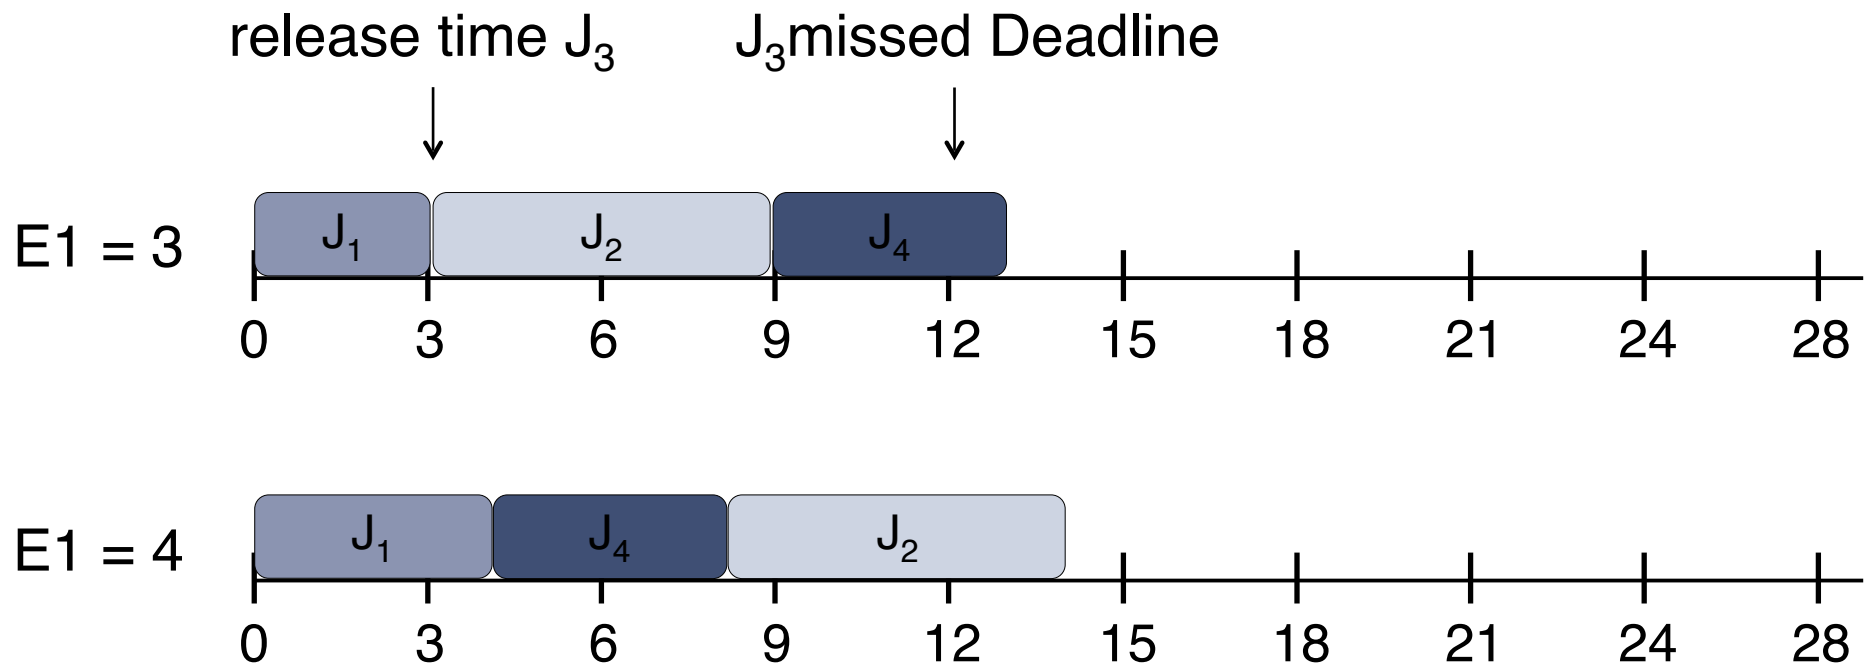 release time J₃ J₃missed Deadline
E1 = 3 J₁ J₂ J₄
0 3 6 9 12 15 18 21 24 28
E1 = 4 J₁ J₄ J₂
0 3 6 9 12 15 18 21 24 28